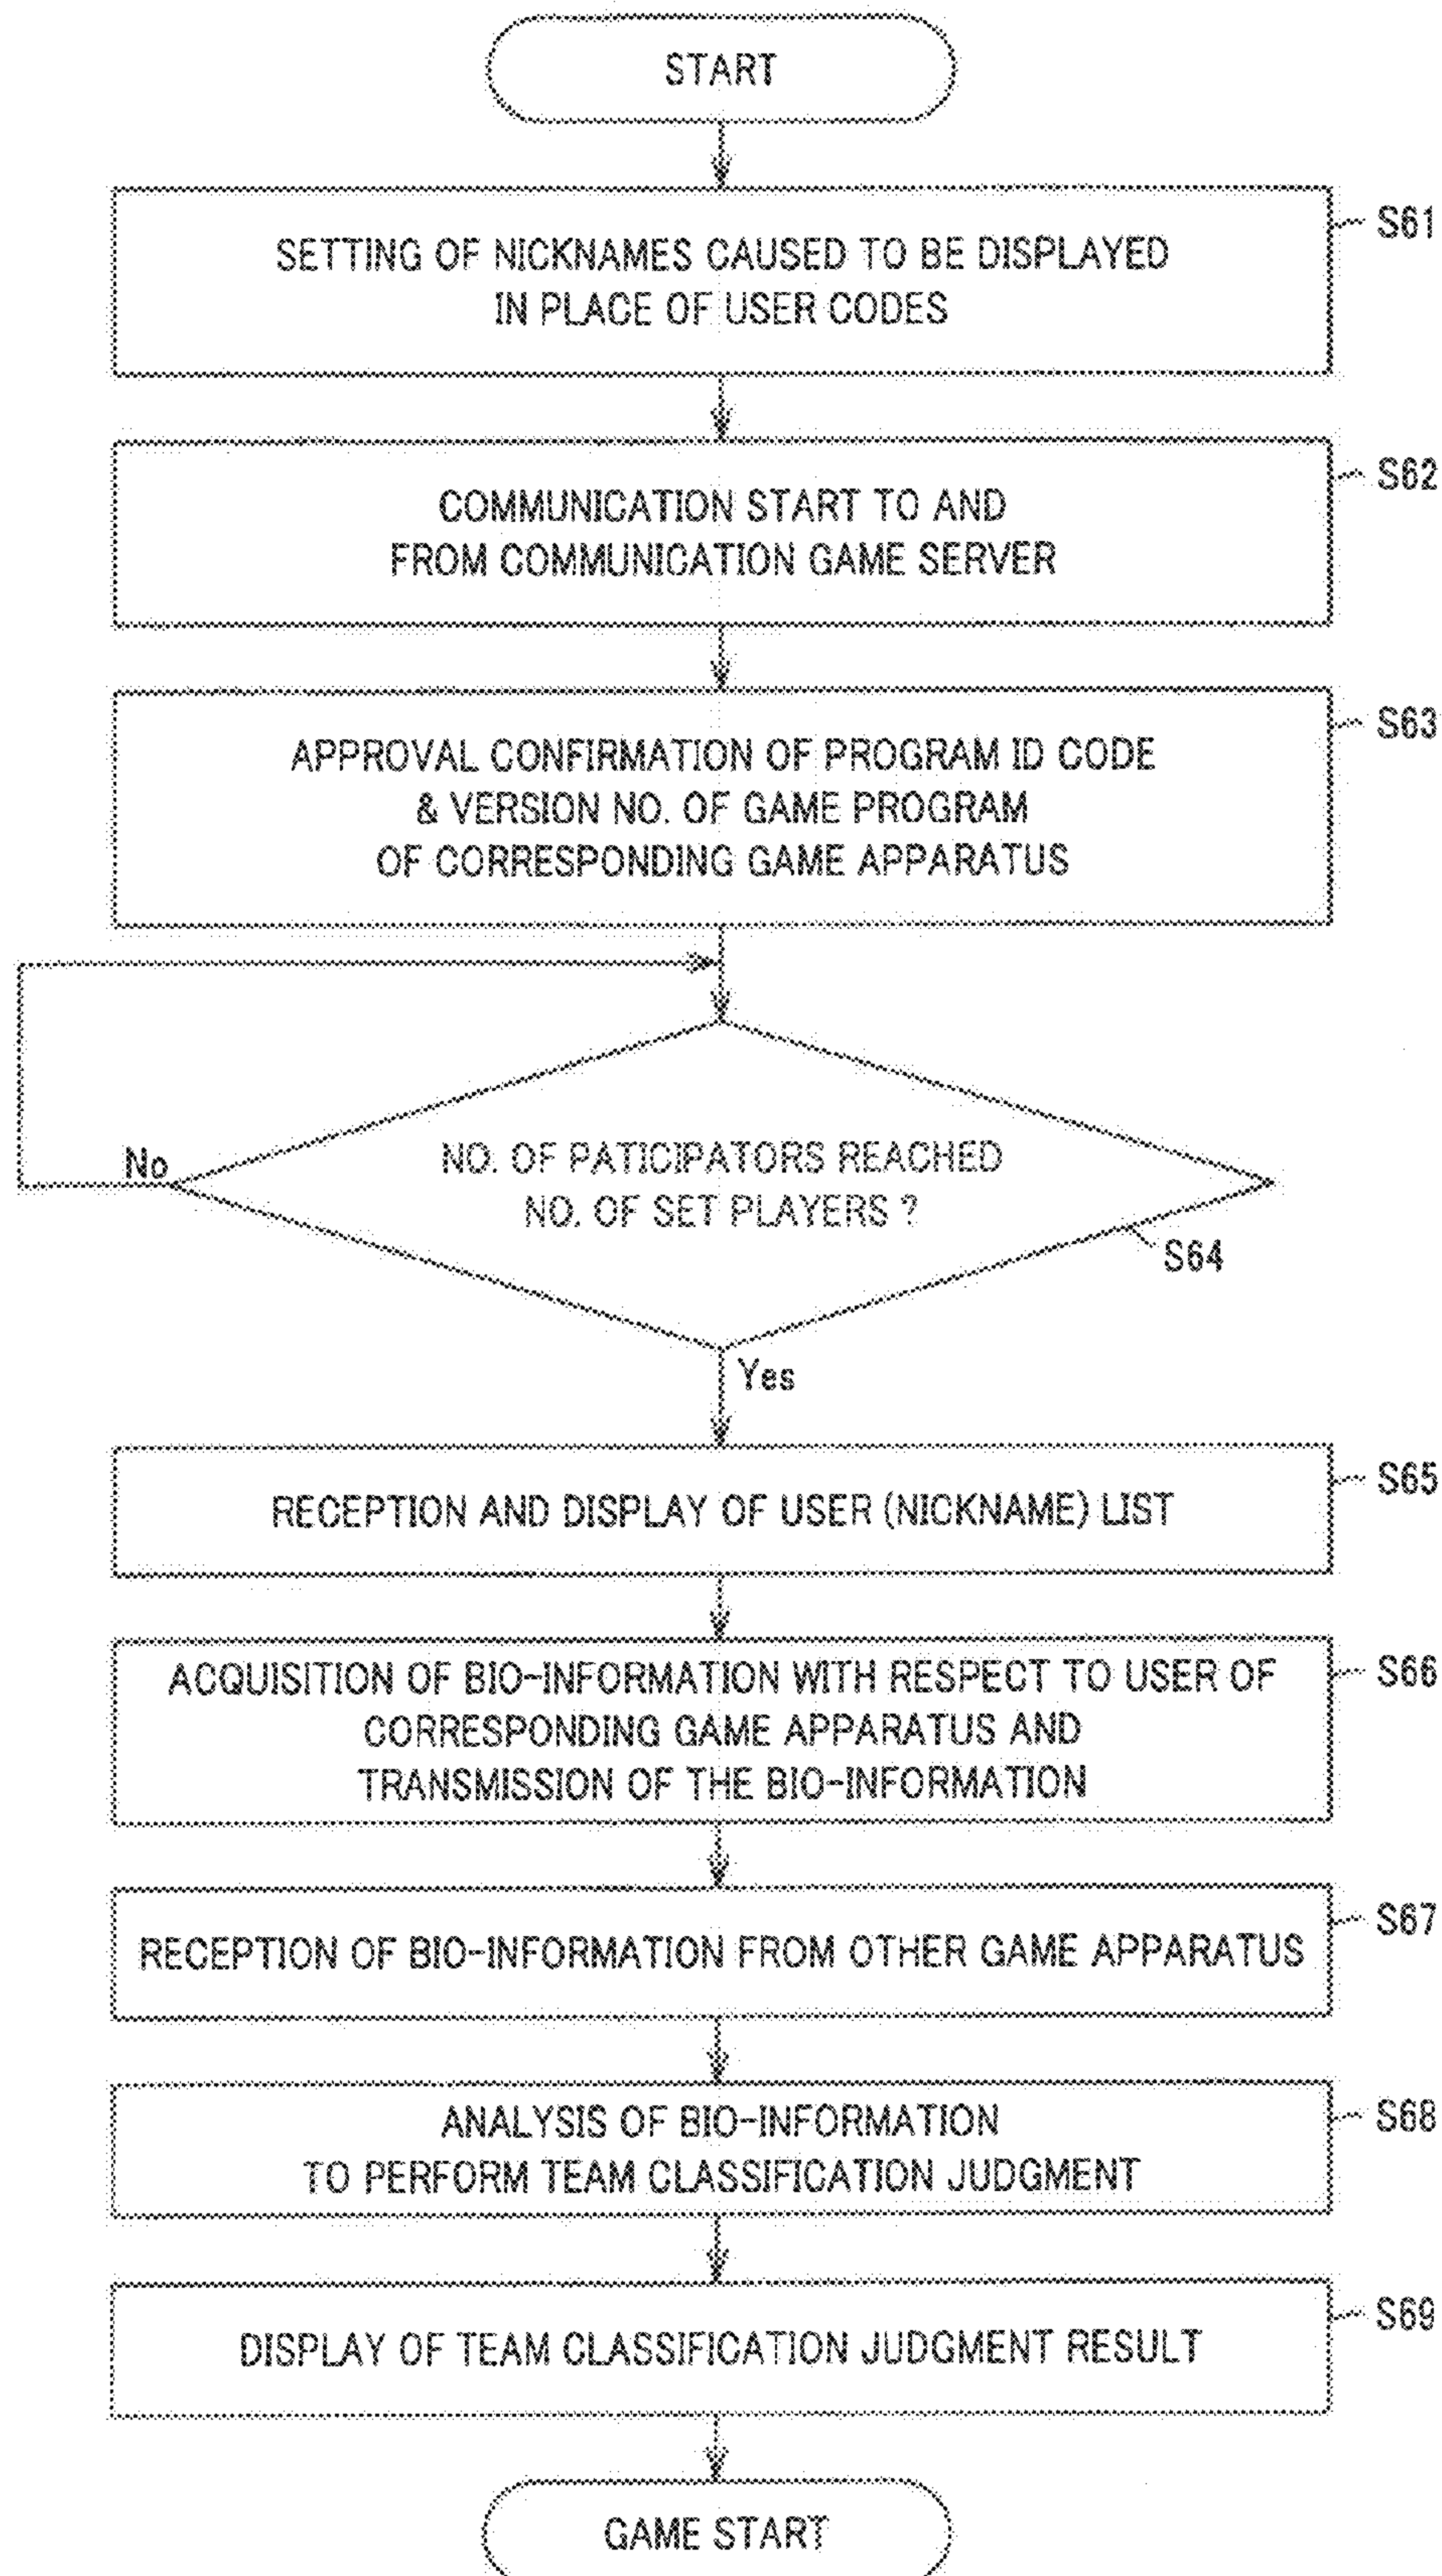 START
S61
SETTING OF NICKNAMES CAUSED TO BE DISPLAYED
IN PLACE OF USER CODES
S62
COMMUNICATION START TO AND
FROM COMMUNICATION GAME SERVER
S63
APPROVAL CONFIRMATION OF PROGRAM ID CODE
& VERSION NO. OF GAME PROGRAM
OF CORRESPONDING GAME APPARATUS
No
NO. OF PATICIPATORS REACHED
NO. OF SET PLAYERS ?
S64
Yes
S65
RECEPTION AND DISPLAY OF USER (NICKNAME) LIST
S66
ACQUISITION OF BIO-INFORMATION WITH RESPECT TO USER OF
CORRESPONDING GAME APPARATUS AND
TRANSMISSION OF THE BIO-INFORMATION
S67
RECEPTION OF BIO-INFORMATION FROM OTHER GAME APPARATUS
S68
ANALYSIS OF BIO-INFORMATION
TO PERFORM TEAM CLASSIFICATION JUDGMENT
S69
DISPLAY OF TEAM CLASSIFICATION JUDGMENT RESULT
GAME START